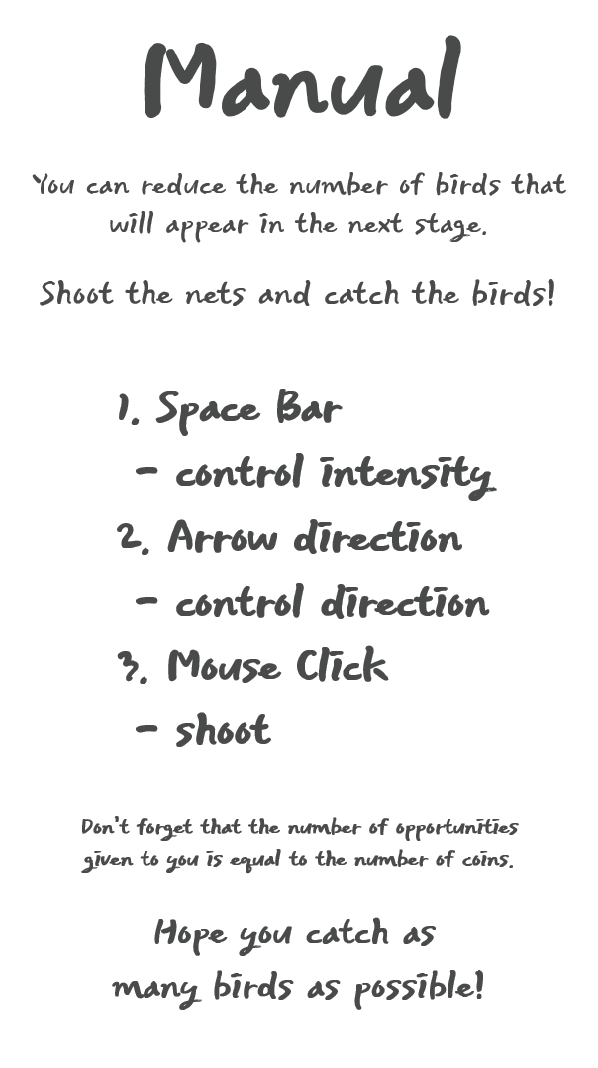 Manual
You can reduce the number of birds that
will appear in the next stage.
Shoot the nets and catch the birds!
1. Space Bar
- control intensity
2. Arrow direction
- control direction
3. Mouse Click
- shoot
Don't forget that the number of opportunities
given to you is equal to the number of coins.
Hope you catch as
many birds as possible!